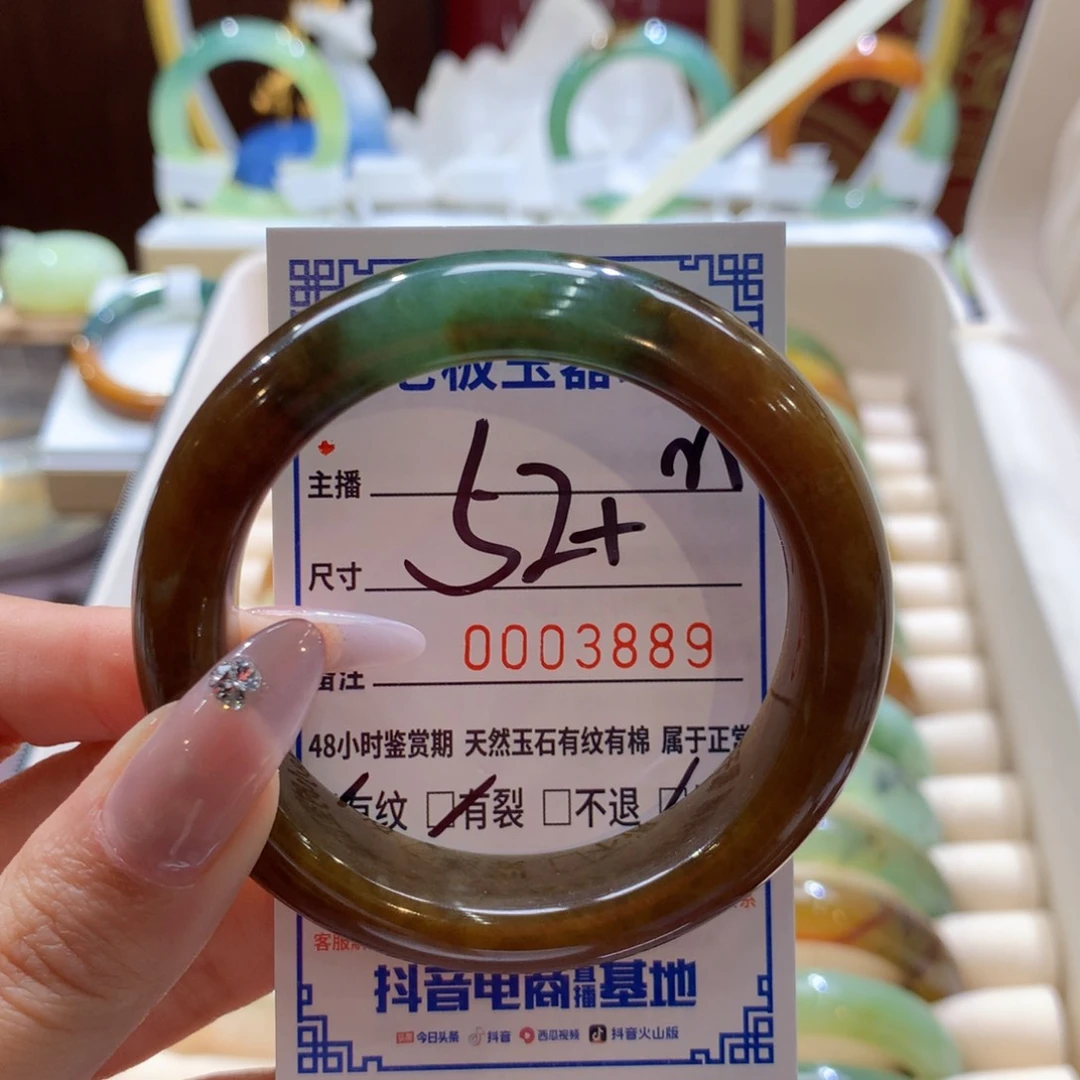 板玉器
主播
尺寸 52+
0003889
备注
48小时鉴赏期 天然玉石有纹有棉 属于正常
有纹 □有裂 □不退
客服
抖音电商直播基地
头条 今日头条 抖音 西瓜视频 抖音火山版